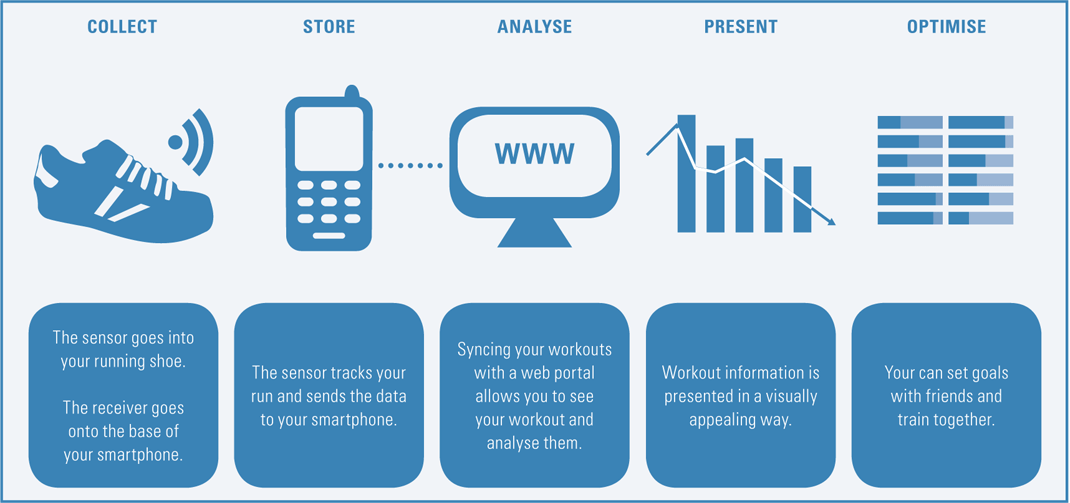 COLLECT
STORE
ANALYSE
PRESENT
OPTIMISE
WWW
The sensor goes into
your running shoe.
The receiver goes
onto the base of
your smartphone.
The sensor tracks your
run and sends the data
to your smartphone.
Syncing your workouts
with a web portal
allows you to see
your workout and
analyse them.
Workout information is
presented in a visually
appealing way.
Your can set goals
with friends and
train together.